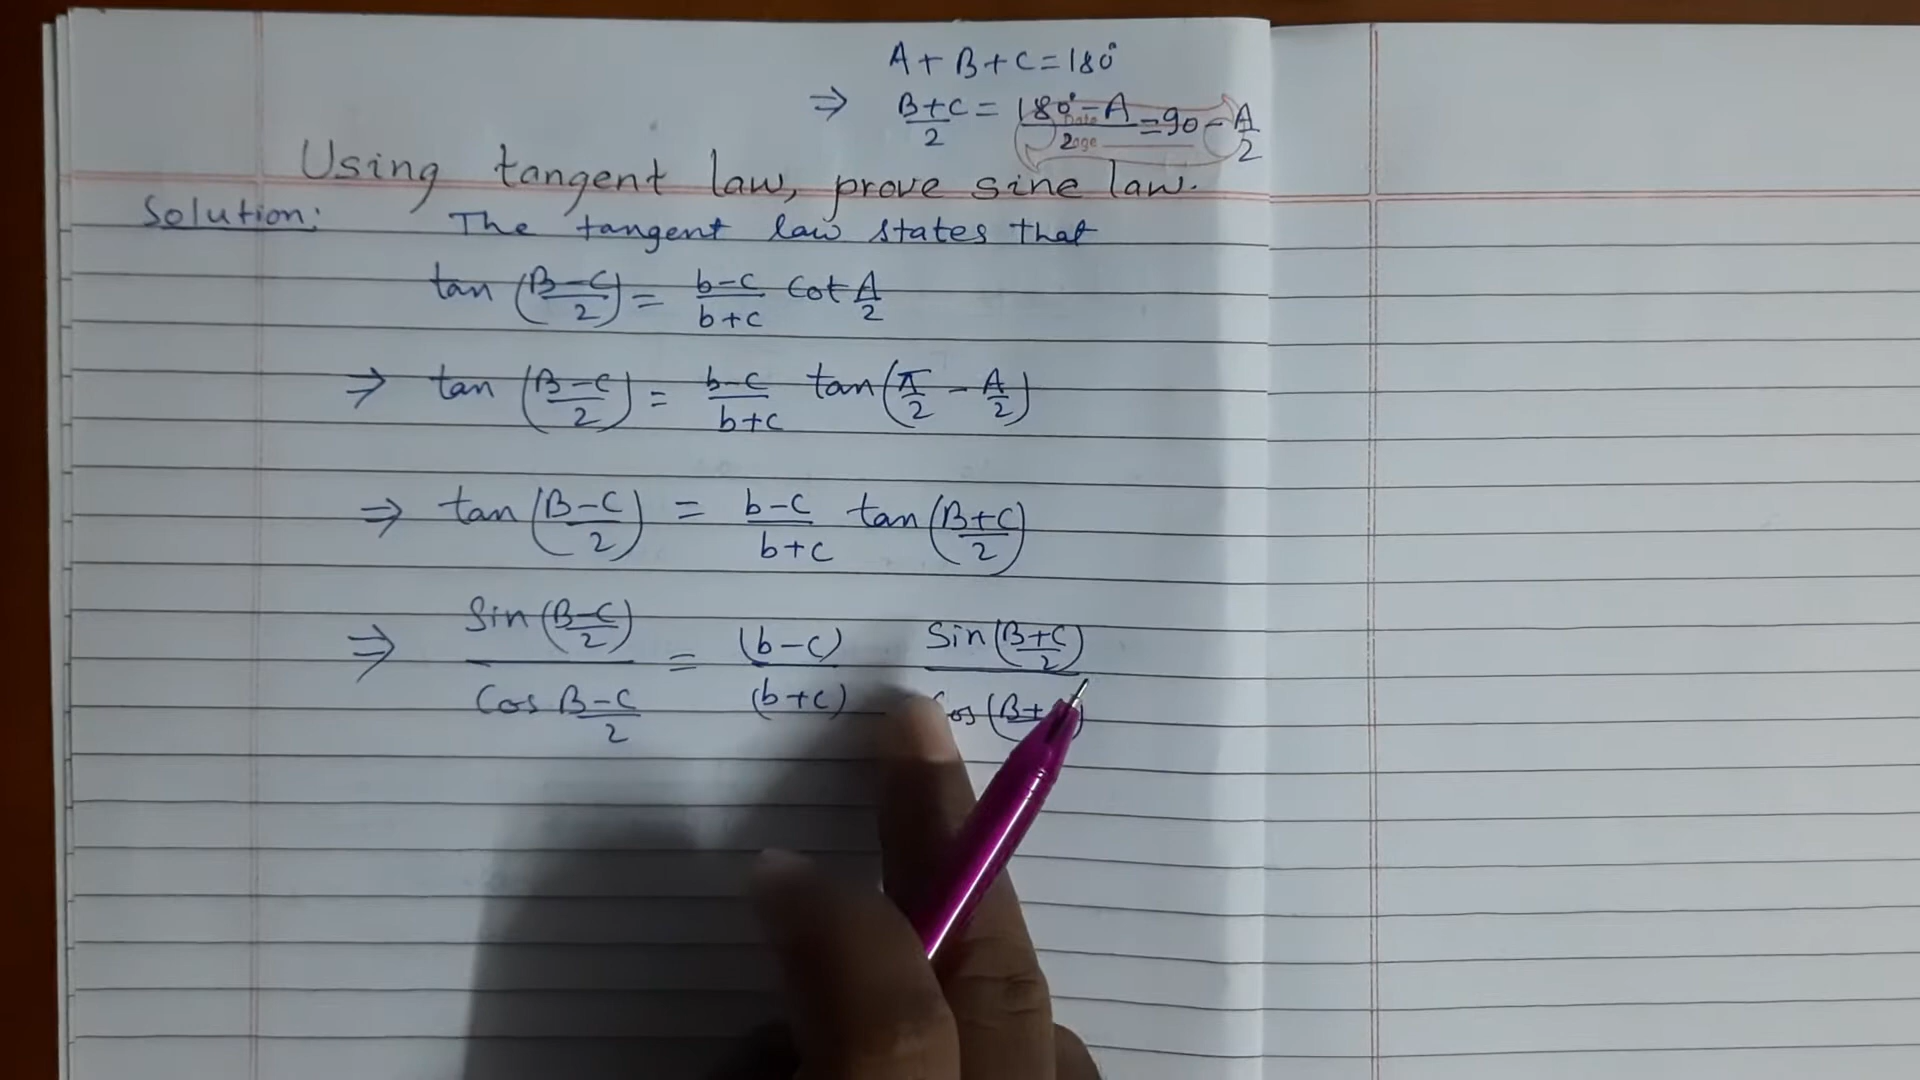 A + B + C = 180°
⇒ B+C/2 = 180°-A/2 = 90 - A/2
Using tangent law, prove sine law.
Solution: The tangent law states that
tan (B-C/2) = b-c/b+c cot A/2
⇒ tan (B-C/2) = b-c/b+c tan (π/2 - A/2)
⇒ tan (B-C/2) = b-c/b+c tan (B+C/2)
⇒ Sin (B-C/2)/Cos B-C/2 = (b-c)/(b+c) Sin (B+C/2)/